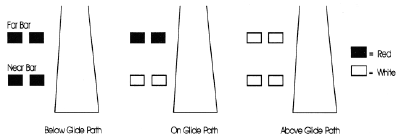 Far Bar
Near Bar
= Red
= White
Below Glide Path
On Glide Path
Above Glide Path